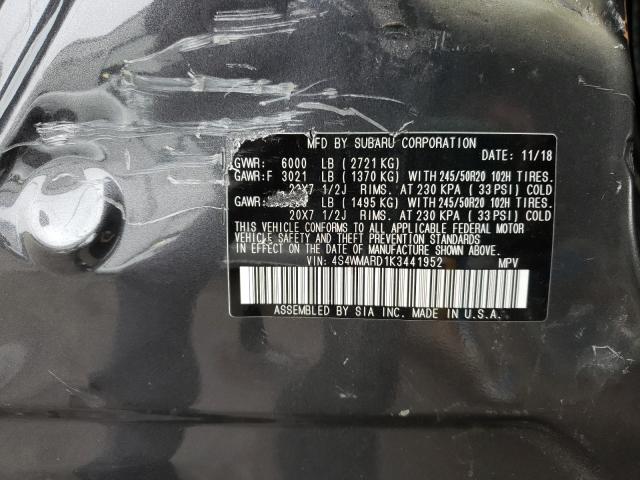 MFD BY SUBARU CORPORATION
DATE: 11/18
GVWR: 6000 LB (2721 KG)
GAWR:F 3021 LB (1370 KG) WITH 245/50R20 102H TIRES.
20X7 1/2J RIMS. AT 230 KPA (33 PSI) COLD
GAWR: LB (1495 KG) WITH 245/50R20 102H TIRES.
20X7 1/2J RIMS. AT 230 KPA (33 PSI) COLD
THIS VEHICLE CONFORMS TO ALL APPLICABLE FEDERAL MOTOR
VEHICLE SAFETY AND THEFT PREVENTION STANDARDS
IN EFFECT ON THE DATE OF MANUFACTURE SHOWN ABOVE.
VIN: 4S4WMARD1K3441952 MPV
ASSEMBLED BY SIA INC. MADE IN U.S.A.